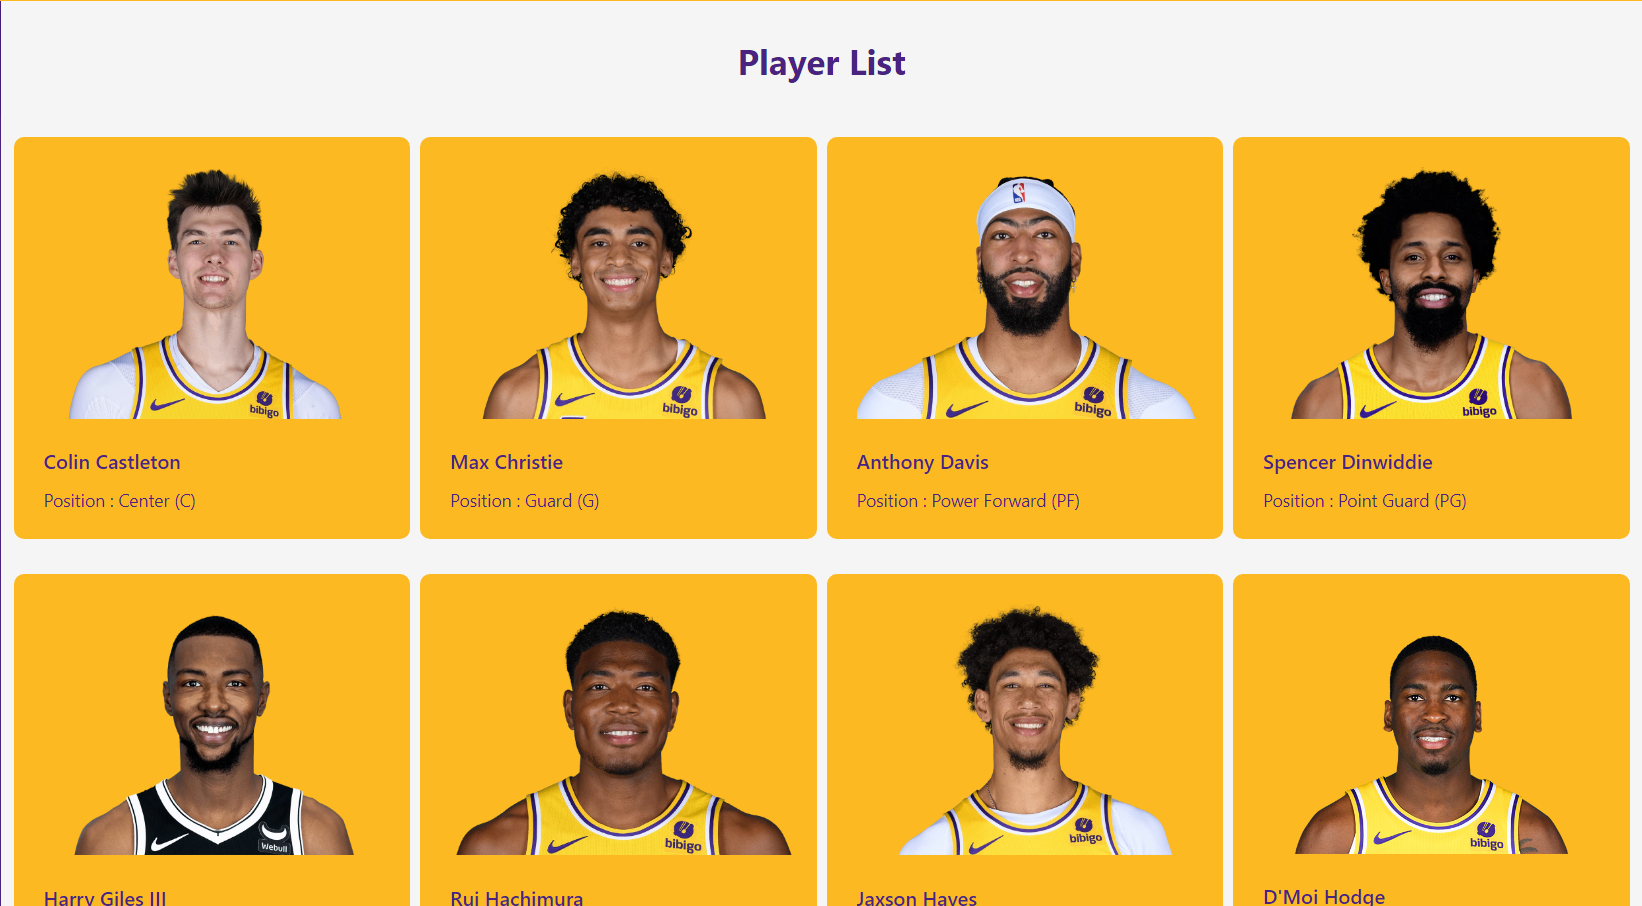 Player List
bibigo
bibigo
bibigo
bibigo
Colin Castleton
Max Christie
Anthony Davis
Spencer Dinwiddie
Position : Center (C)
Position : Guard (G)
Position : Power Forward (PF)
Position : Point Guard (PG)
Webull
bibigo
bibigo
bibigo
Harry Giles III
Rui Hachimura
Jaxson Hayes
D'Moi Hodge